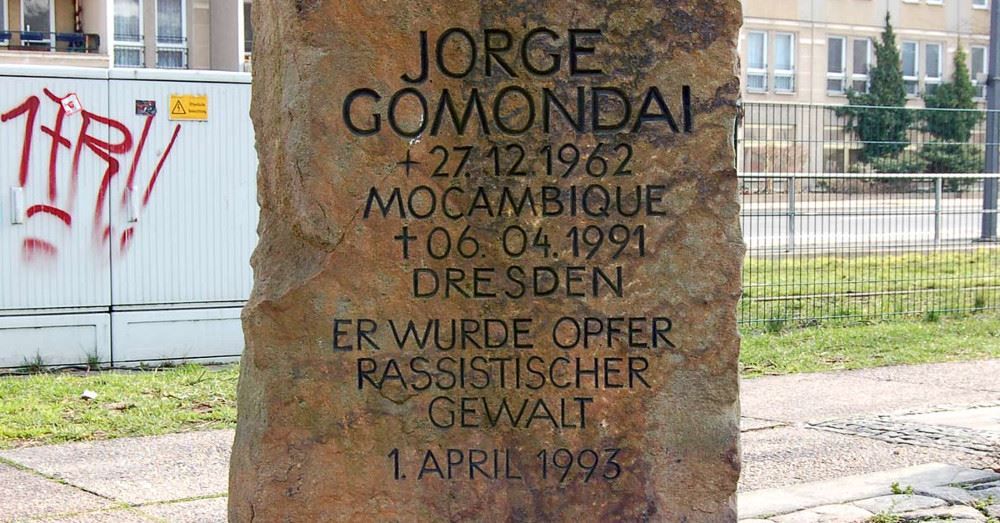 JORGE
GOMONDAI
+ 27. 12. 1962
MOCAMBIQUE
† 06. 04. 1991
DRESDEN
ER WURDE OPFER
RASSISTISCHER
GEWALT
1. APRIL 1993